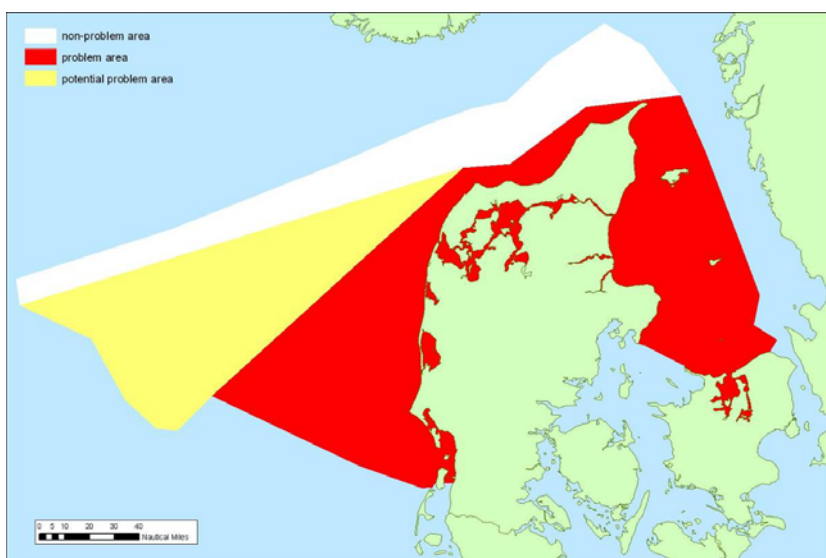 non-problem area
problem area
potential problem area
0 5 10 20 30 40
Nautical Miles